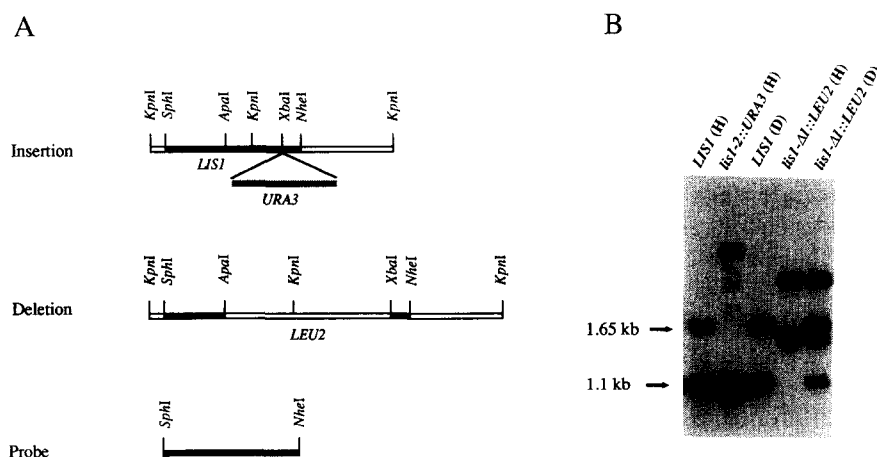 A
KpnI SphI ApaI KpnI XbaI NheI KpnI
Insertion
LIS1
URA3
KpnI SphI ApaI KpnI XbaI NheI KpnI
Deletion
LEU2
SphI NheI
Probe
B
LIS1 (H)
lis1-2::URA3 (H)
LIS1 (D)
lis1-Δ1::LEU2 (H)
lis1-Δ1::LEU2 (D)
1.65 kb
1.1 kb